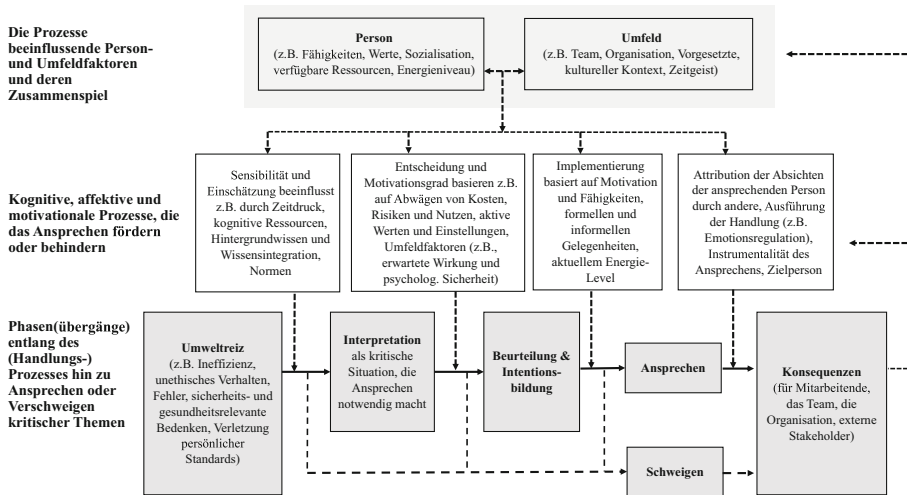 Die Prozesse
beeinflussende Person-
und Umfeldfaktoren
und deren
Zusammenspiel
Person
(z.B. Fähigkeiten, Werte, Sozialisation,
verfügbare Ressourcen, Energieniveau)
Umfeld
(z.B. Team, Organisation, Vorgesetzte,
kultureller Kontext, Zeitgeist)
Kognitive, affektive und
motivationale Prozesse, die
das Ansprechen fördern
oder behindern
Sensibilität und
Einschätzung beeinflusst
z.B. durch Zeitdruck,
kognitive Ressourcen,
Hintergrundwissen und
Wissensintegration,
Normen
Entscheidung und
Motivationsgrad basieren z.B.
auf Abwägen von Kosten,
Risiken und Nutzen, aktive
Werten und Einstellungen,
Umfeldfaktoren (z.B.,
erwartete Wirkung und
psycholog. Sicherheit)
Implementierung
basiert auf Motivation
und Fähigkeiten,
formellen und
informellen
Gelegenheiten,
aktuellem Energie-
Level
Attribution der Absichten
der ansprechenden Person
durch andere, Ausführung
der Handlung (z.B.
Emotionsregulation),
Instrumentalität des
Ansprechens, Zielperson
Phasen(übergänge)
entlang des
(Handlungs-)
Prozesses hin zu
Ansprechen oder
Verschweigen
kritischer Themen
Umweltreiz
(z.B. Ineffizienz,
unethisches Verhalten,
Fehler, sicherheits- und
gesundheitsrelevante
Bedenken, Verletzung
persönlicher
Standards)
Interpretation
als kritische
Situation, die
Ansprechen
notwendig macht
Beurteilung &
Intentions-
bildung
Ansprechen
Schweigen
Konsequenzen
(für Mitarbeitende,
das Team, die
Organisation, externe
Stakeholder)